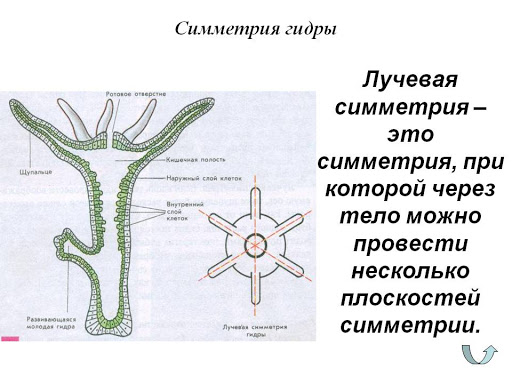 Симметрия гидры
Ротовое отверстие
Щупальца
Кишечная полость
Наружный слой клеток
Внутренний
слой
клеток
Развивающаяся
молодая гидра
Лучевая симметрия
гидры
Лучевая
симметрия –
это
симметрия, при
которой через
тело можно
провести
несколько
плоскостей
симметрии.